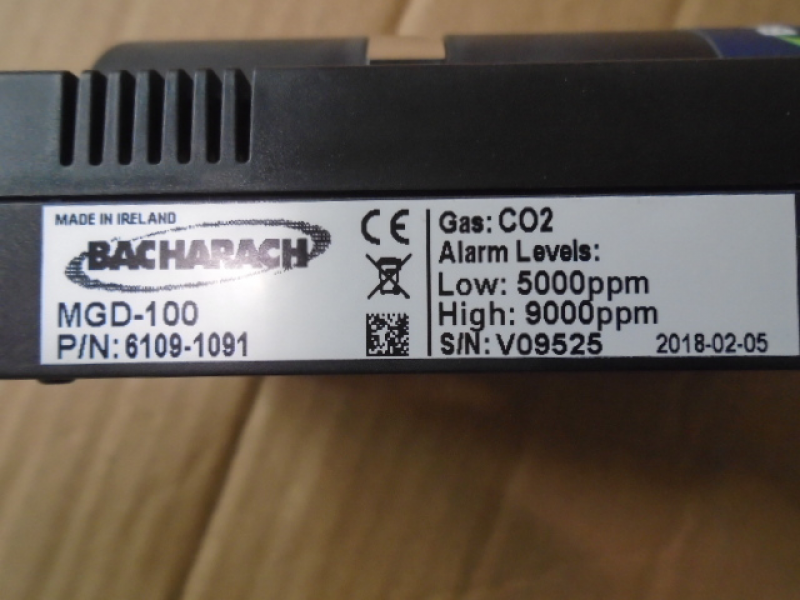 MADE IN IRELAND
BACHARACH
MGD-100
P/N: 6109-1091
CE
Gas: CO2
Alarm Levels:
Low: 5000ppm
High: 9000ppm
S/N: V09525
2018-02-05